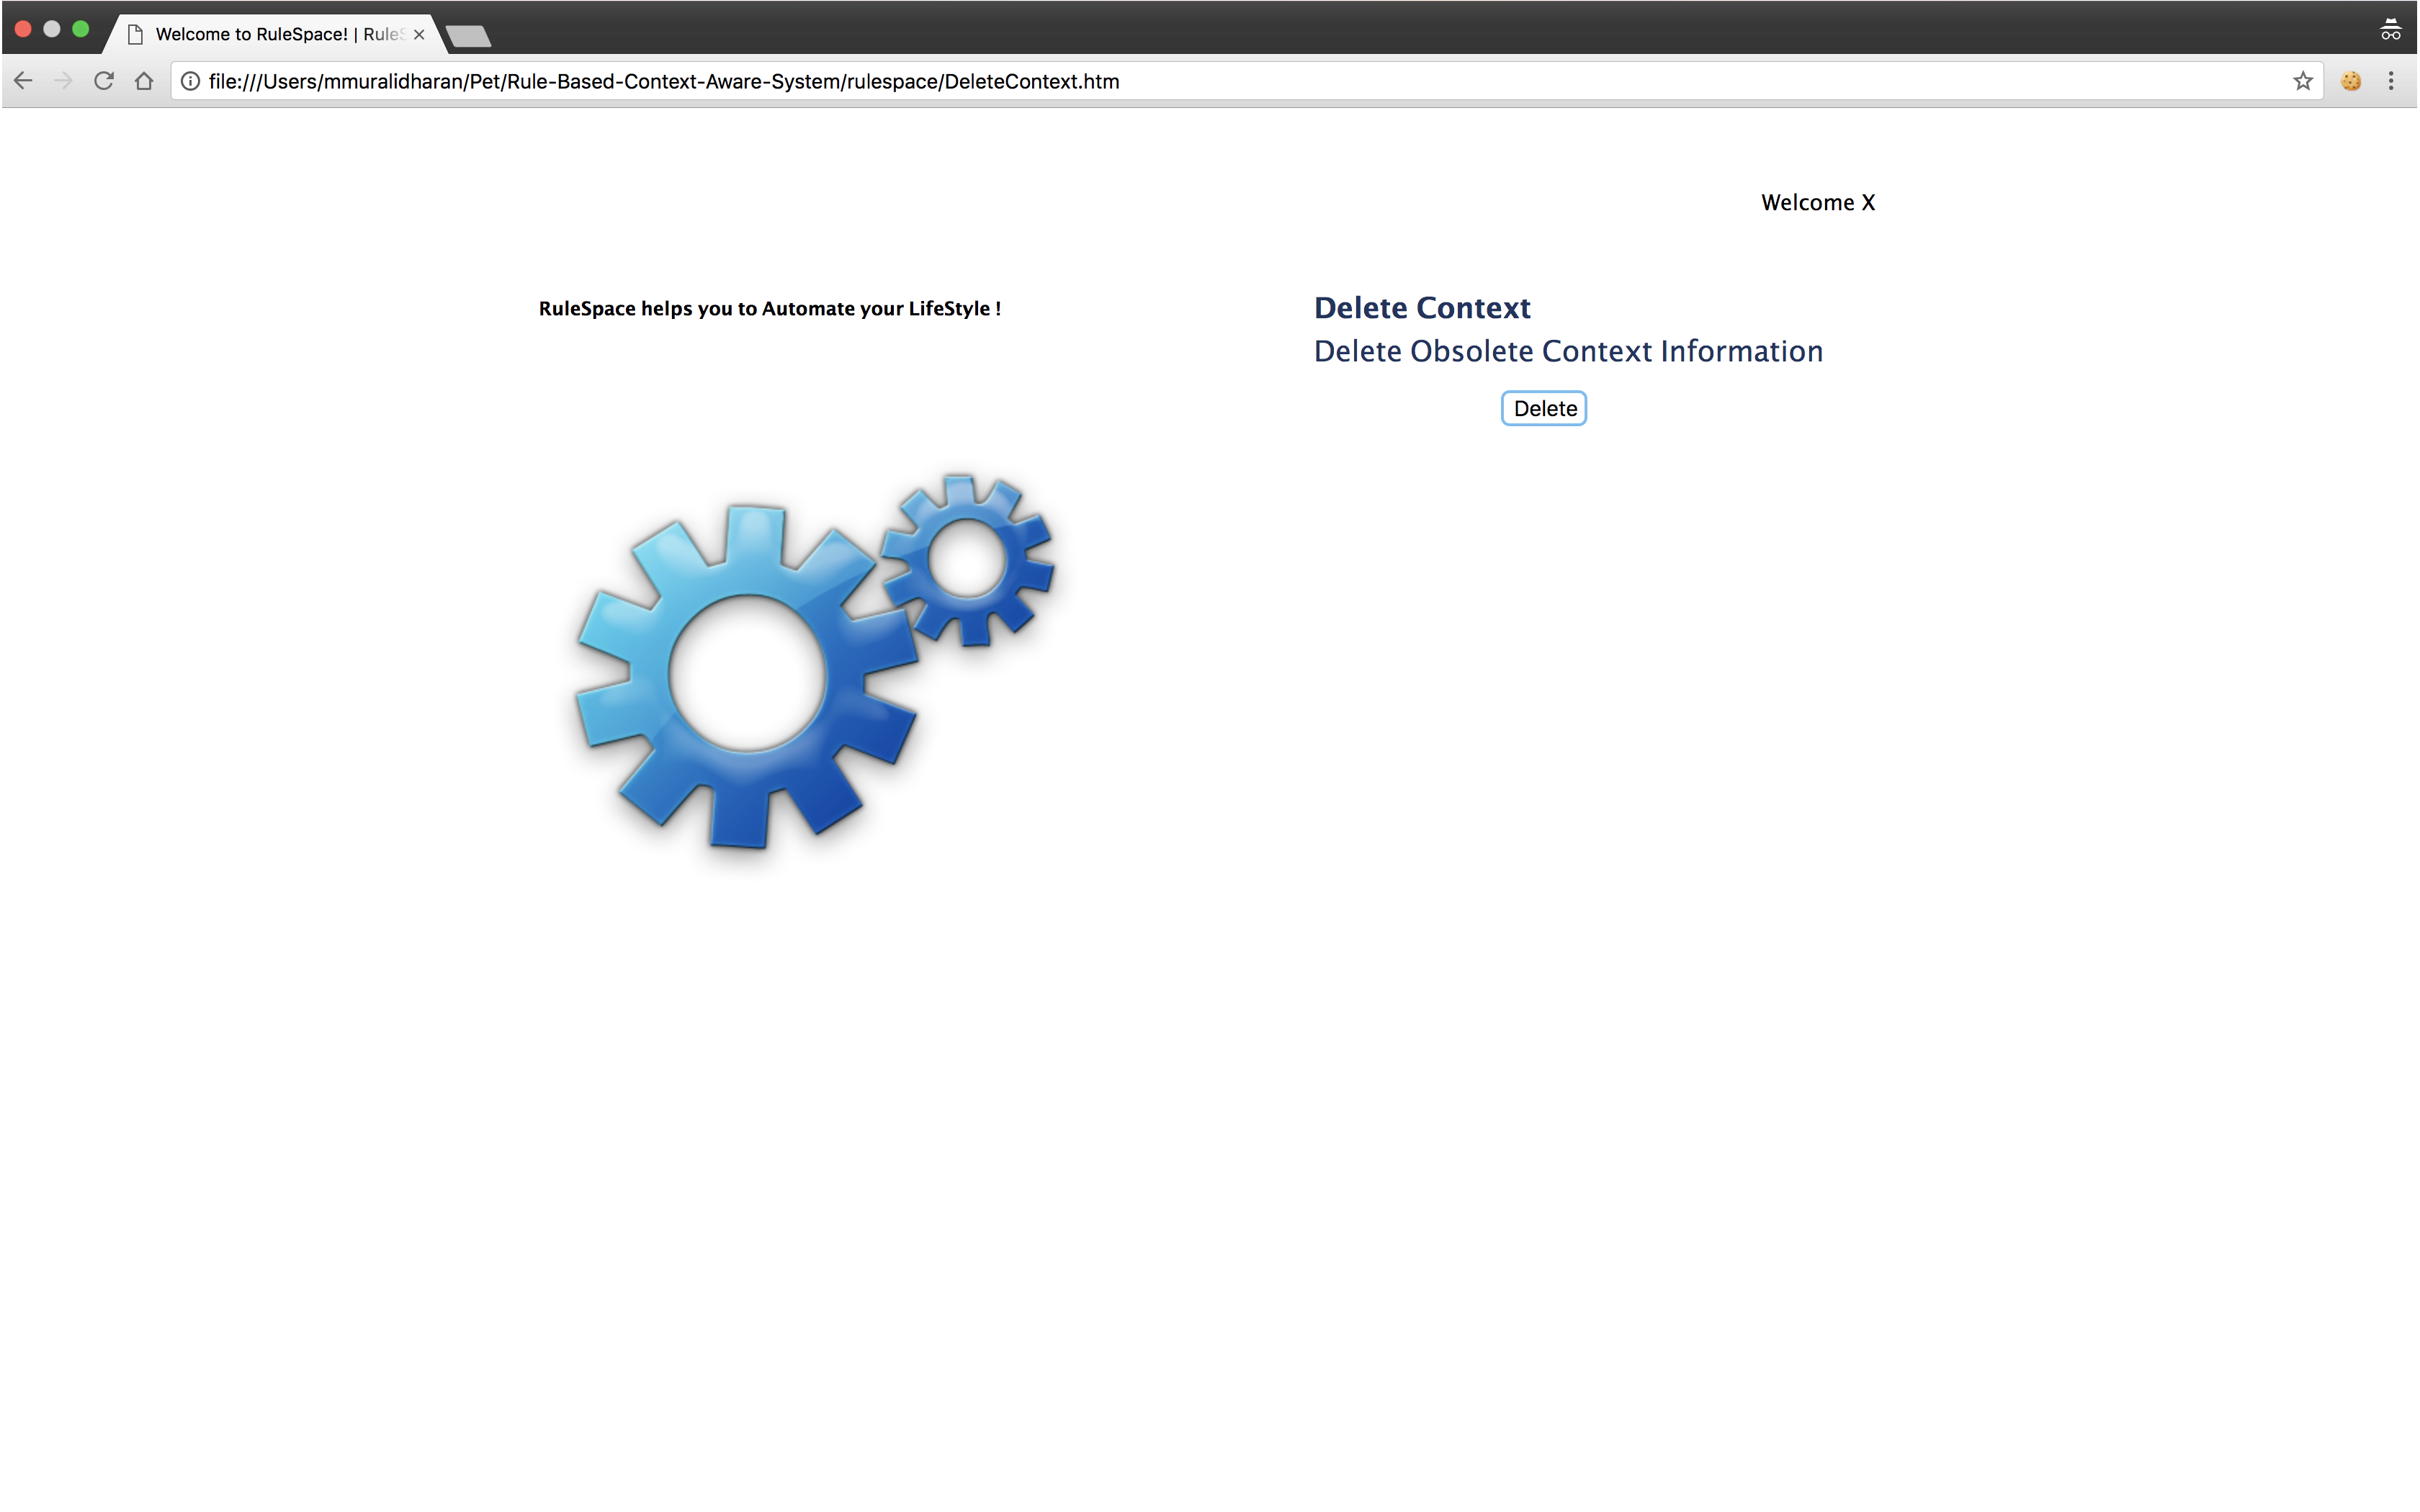 Welcome to RuleSpace! | RuleS
file:///Users/mmuralidharan/Pet/Rule-Based-Context-Aware-System/rulespace/DeleteContext.htm
Welcome X
RuleSpace helps you to Automate your LifeStyle !
Delete Context
Delete Obsolete Context Information
Delete